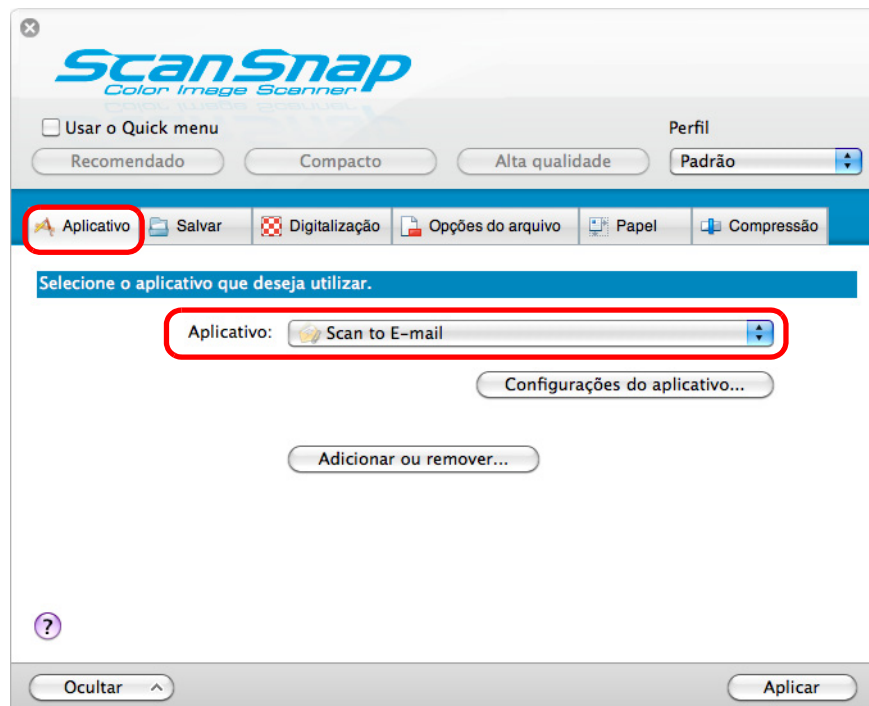 ScanSnap
Color Image Scanner
Usar o Quick menu
Perfil
Recomendado Compacto Alta qualidade Padrão
Aplicativo Salvar Digitalização Opções do arquivo Papel Compressão
Selecione o aplicativo que deseja utilizar.
Aplicativo: Scan to E-mail
Configurações do aplicativo...
Adicionar ou remover...
?
Ocultar Aplicar